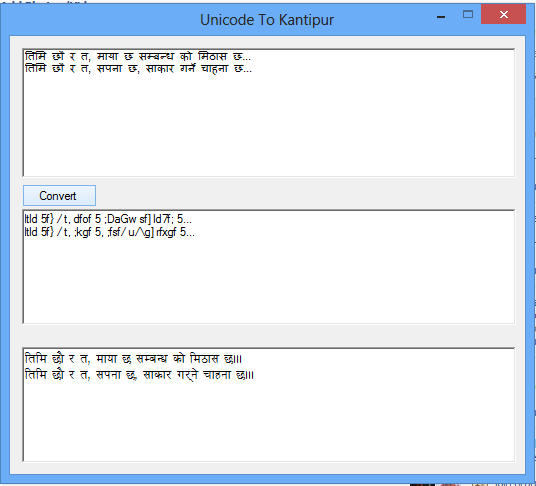 Unicode To Kantipur
तिमि छौ र त, माया छ सम्बन्ध को मिठास छ...
तिमि छौ र त, सपना छ, साकार गर्ने चाहना छ...
Convert
ltld 5f} / t, dfof 5 ;DaGw sf] ld7f; 5...
ltld 5f} / t, ;kgf 5, ;fsf/ u/\g] rfxgf 5...
तिमि छौ र त, माया छ सम्बन्ध को मिठास छ।।।
तिमि छौ र त, सपना छ, साकार गर्‌ने चाहना छ।।।